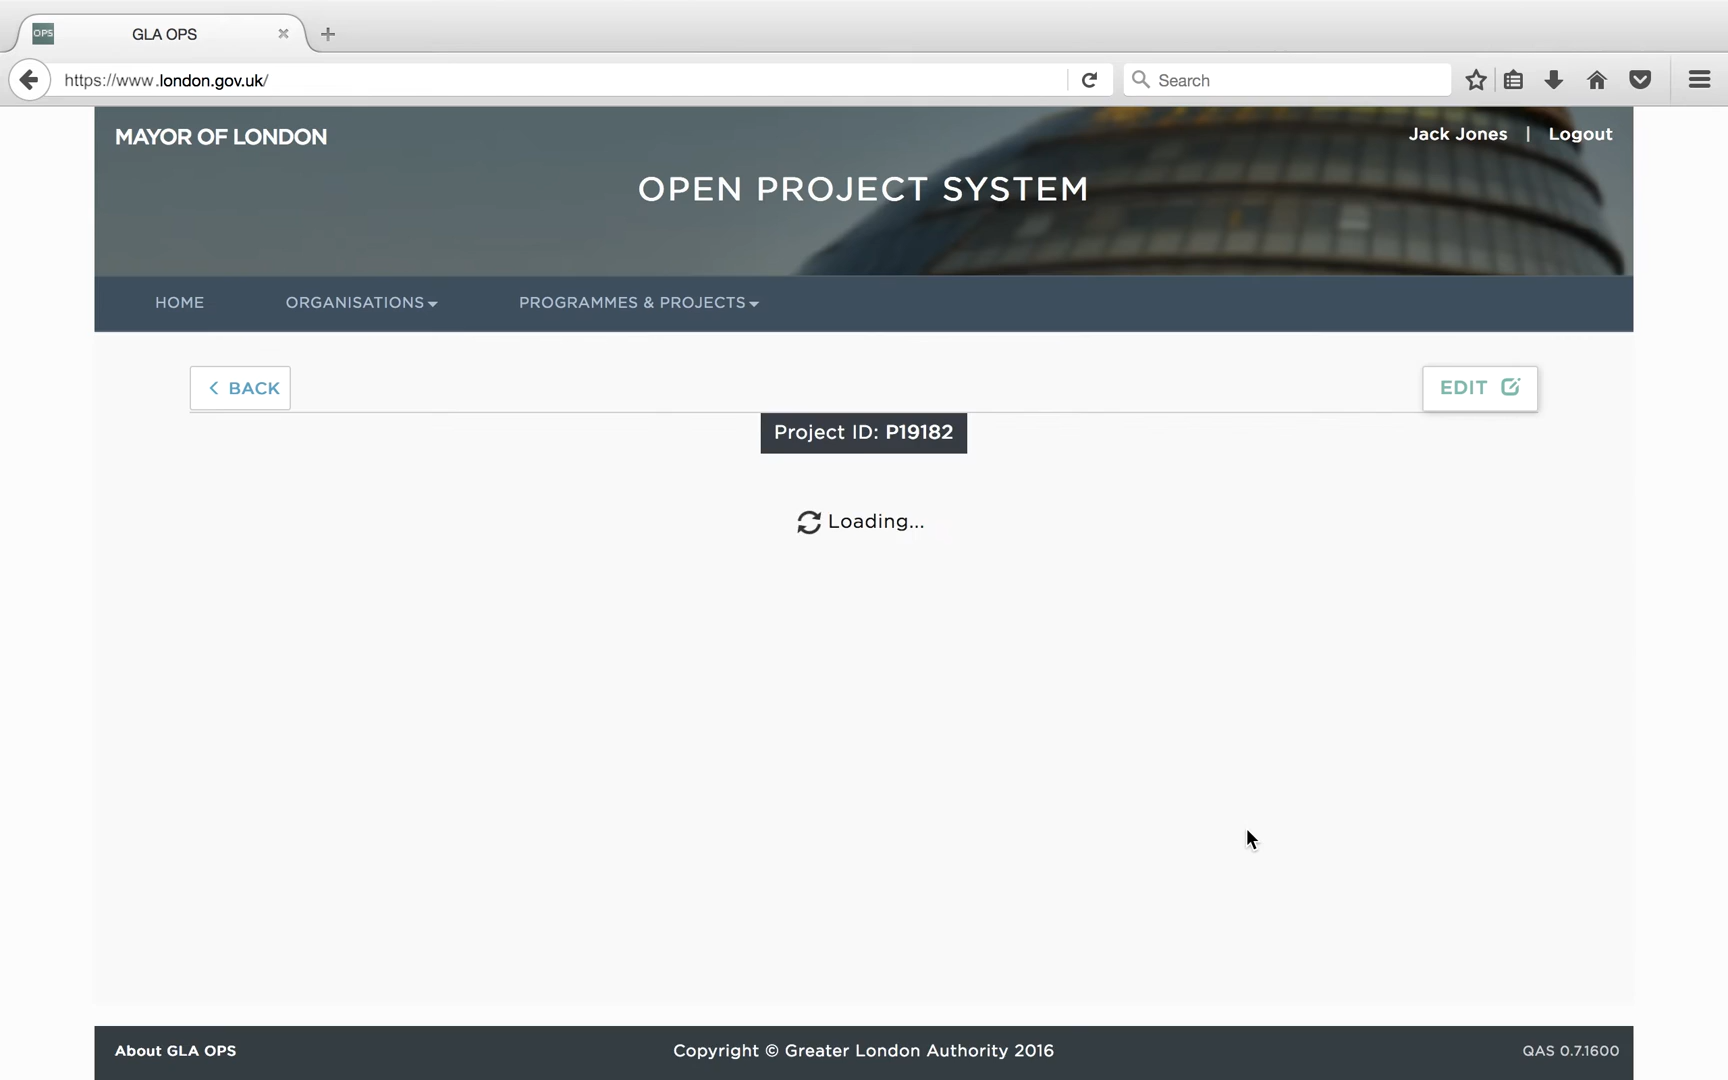 OPS
GLA OPS
https://www.london.gov.uk/
Search
MAYOR OF LONDON
Jack Jones | Logout
OPEN PROJECT SYSTEM
HOME
ORGANISATIONS
PROGRAMMES & PROJECTS
BACK
EDIT
Project ID: P19182
Loading...
About GLA OPS
Copyright © Greater London Authority 2016
QAS 0.7.1600